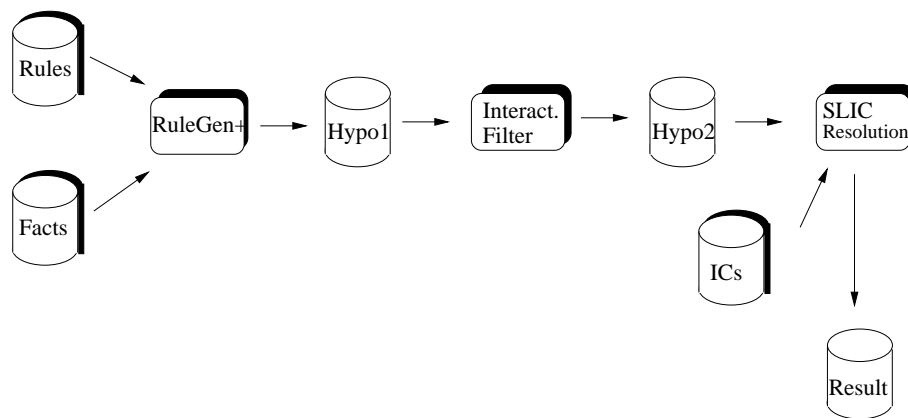 Rules
RuleGen+
Hypo1
Interact.
Filter
Hypo2
SLIC
Resolution
Facts
ICs
Result